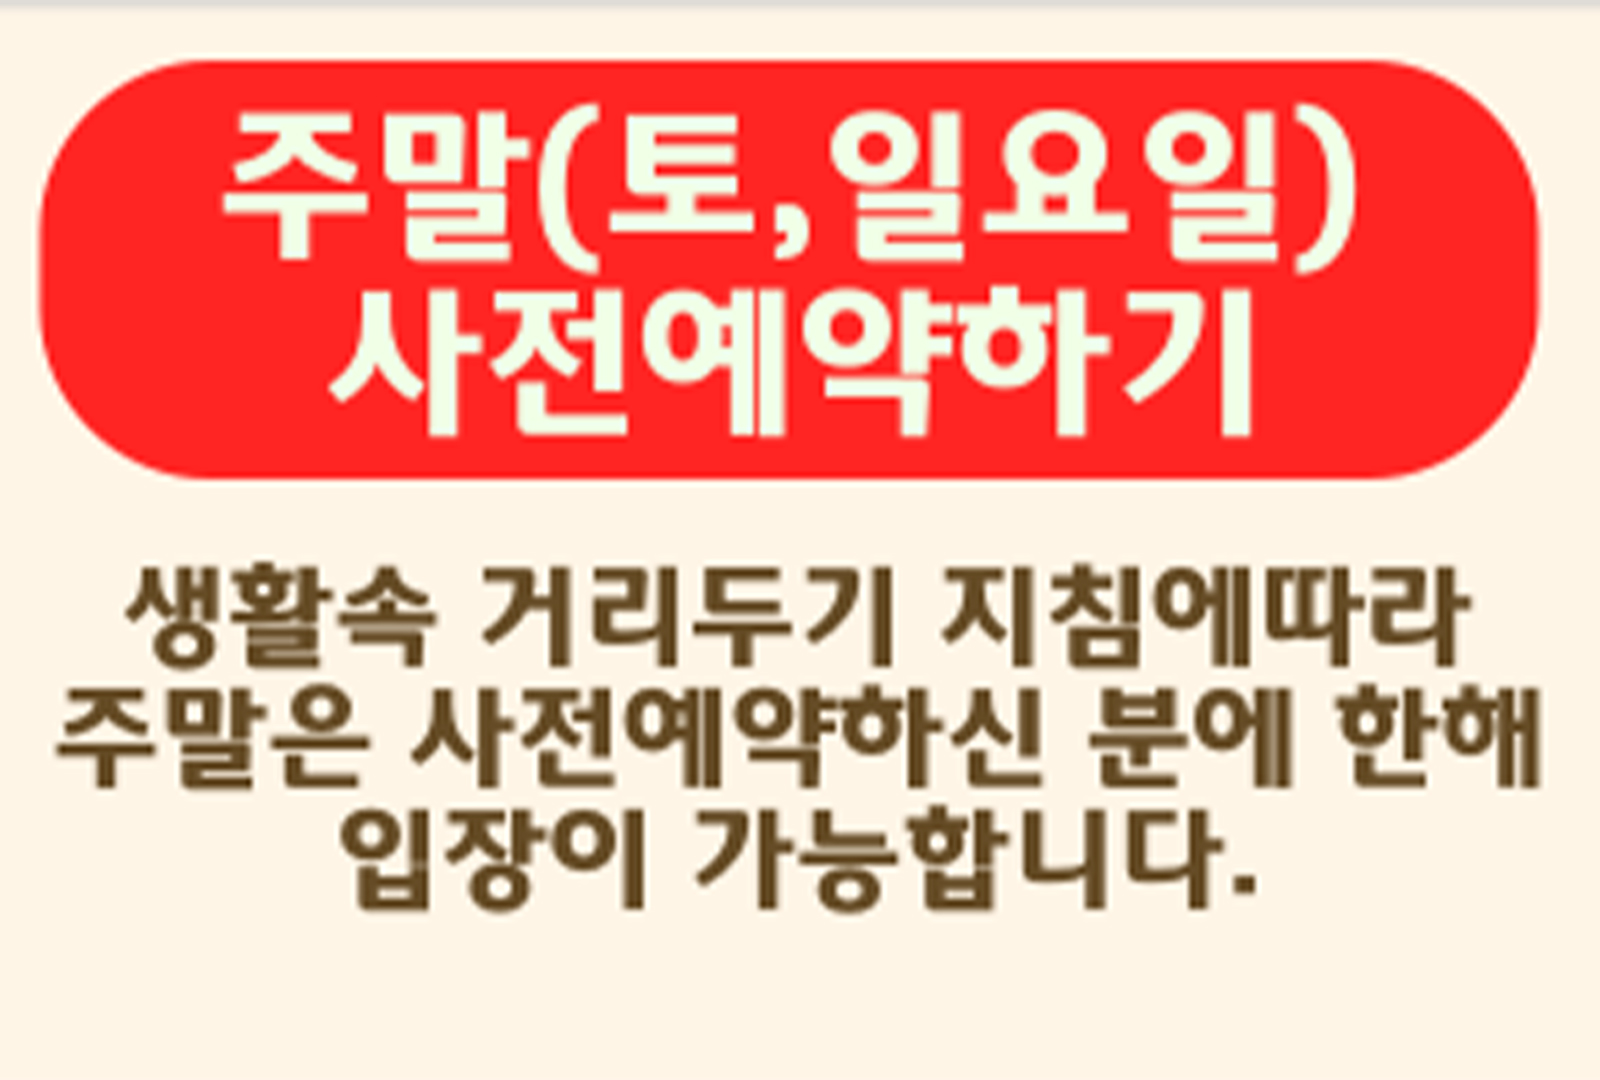 주말(토,일요일)
사전예약하기
생활속 거리두기 지침에따라
주말은 사전예약하신 분에 한해
입장이 가능합니다.